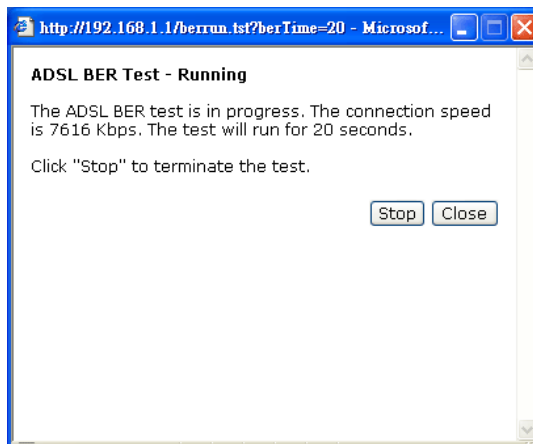 http://192.168.1.1/berrun.tst?berTime=20 - Microsof...
ADSL BER Test - Running
The ADSL BER test is in progress. The connection speed
is 7616 Kbps. The test will run for 20 seconds.
Click "Stop" to terminate the test.
Stop Close